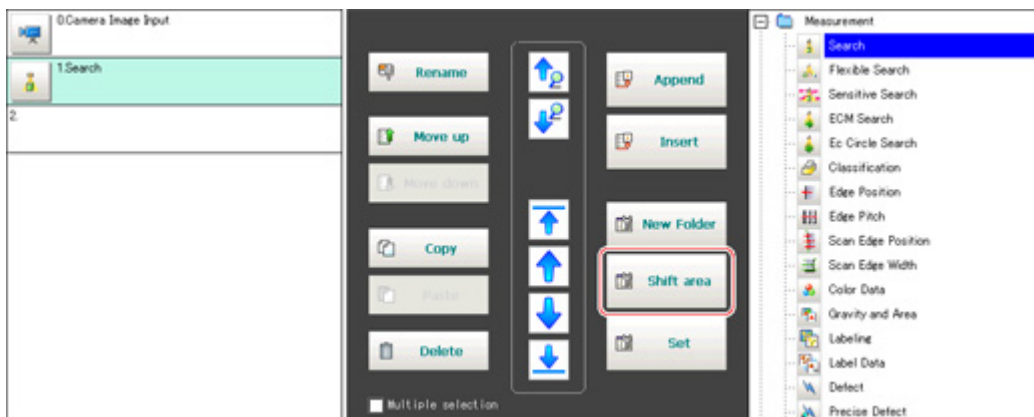 0.Camera Image Input
1.Search
2.
Rename
Move up
Move down
Copy
Paste
Delete
Multiple selection
Append
Insert
New Folder
Shift area
Set
Measurement
Search
Flexible Search
Sensitive Search
ECM Search
Ec Circle Search
Classification
Edge Position
Edge Pitch
Scan Edge Position
Scan Edge Width
Color Data
Gravity and Area
Labeling
Label Data
Defect
Precise Defect